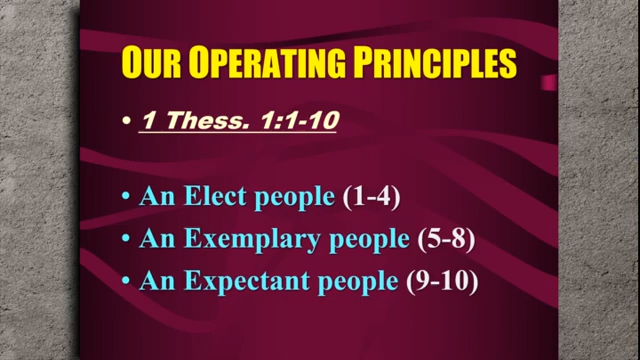 OUR OPERATING PRINCIPLES
• 1 Thess. 1:1-10
• An Elect people (1-4)
• An Exemplary people (5-8)
• An Expectant people (9-10)